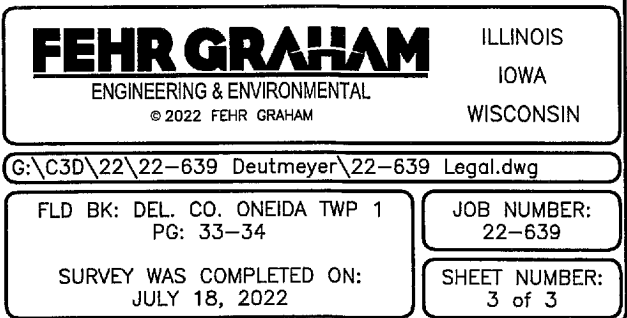 FEHR GRAHAM
ENGINEERING & ENVIRONMENTAL
© 2022 FEHR GRAHAM
ILLINOIS
IOWA
WISCONSIN
G:\C3D\22\22-639 Deutmeyer\22-639 Legal.dwg
FLD BK: DEL. CO. ONEIDA TWP 1
PG: 33-34
SURVEY WAS COMPLETED ON:
JULY 18, 2022
JOB NUMBER:
22-639
SHEET NUMBER:
3 of 3